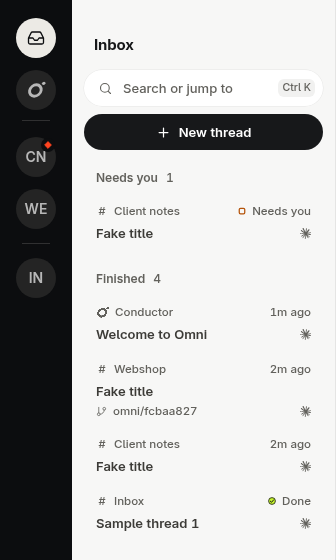 Inbox
Search or jump to Ctrl K
+ New thread
CN
WE
IN
Needs you 1
# Client notes Needs you
Fake title
Finished 4
Conductor 1m ago
Welcome to Omni
# Webshop 2m ago
Fake title
omni/fcbaa827
# Client notes 2m ago
Fake title
# Inbox Done
Sample thread 1